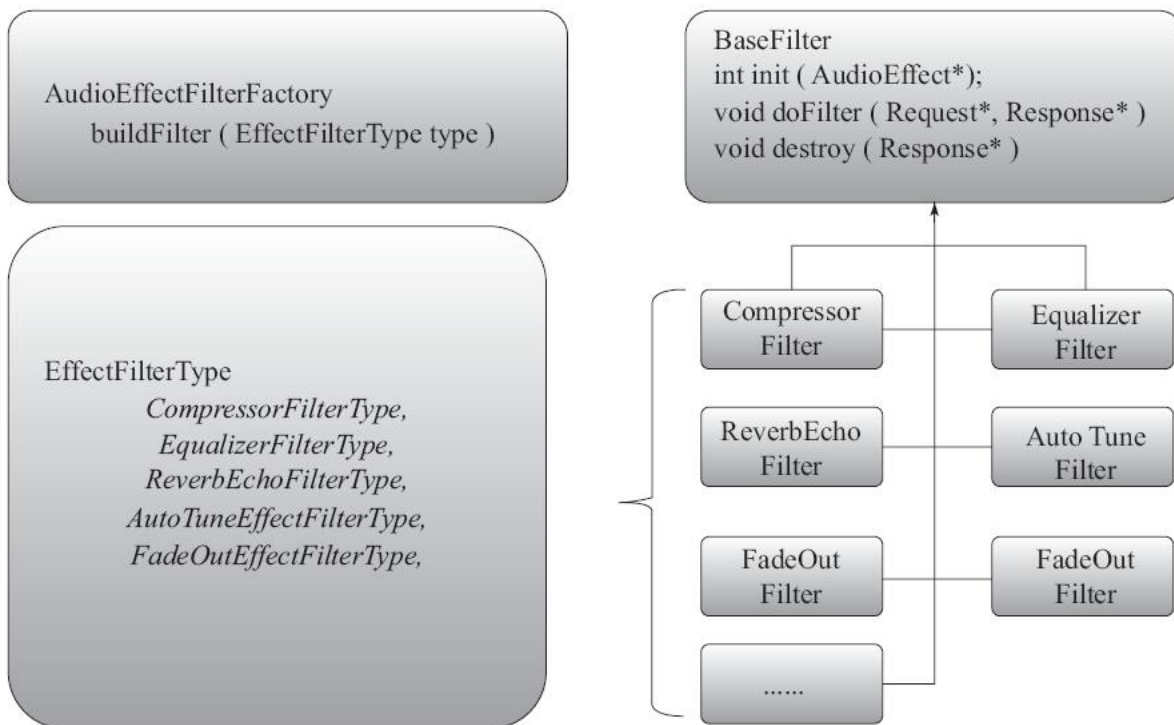 AudioEffectFilterFactory
buildFilter ( EffectFilterType type )
BaseFilter
int init ( AudioEffect*);
void doFilter ( Request*, Response* )
void destroy ( Response* )
EffectFilterType
CompressorFilterType,
EqualizerFilterType,
ReverbEchoFilterType,
AutoTuneEffectFilterType,
FadeOutEffectFilterType,
Compressor
Filter
Equalizer
Filter
ReverbEcho
Filter
Auto Tune
Filter
FadeOut
Filter
FadeOut
Filter
......